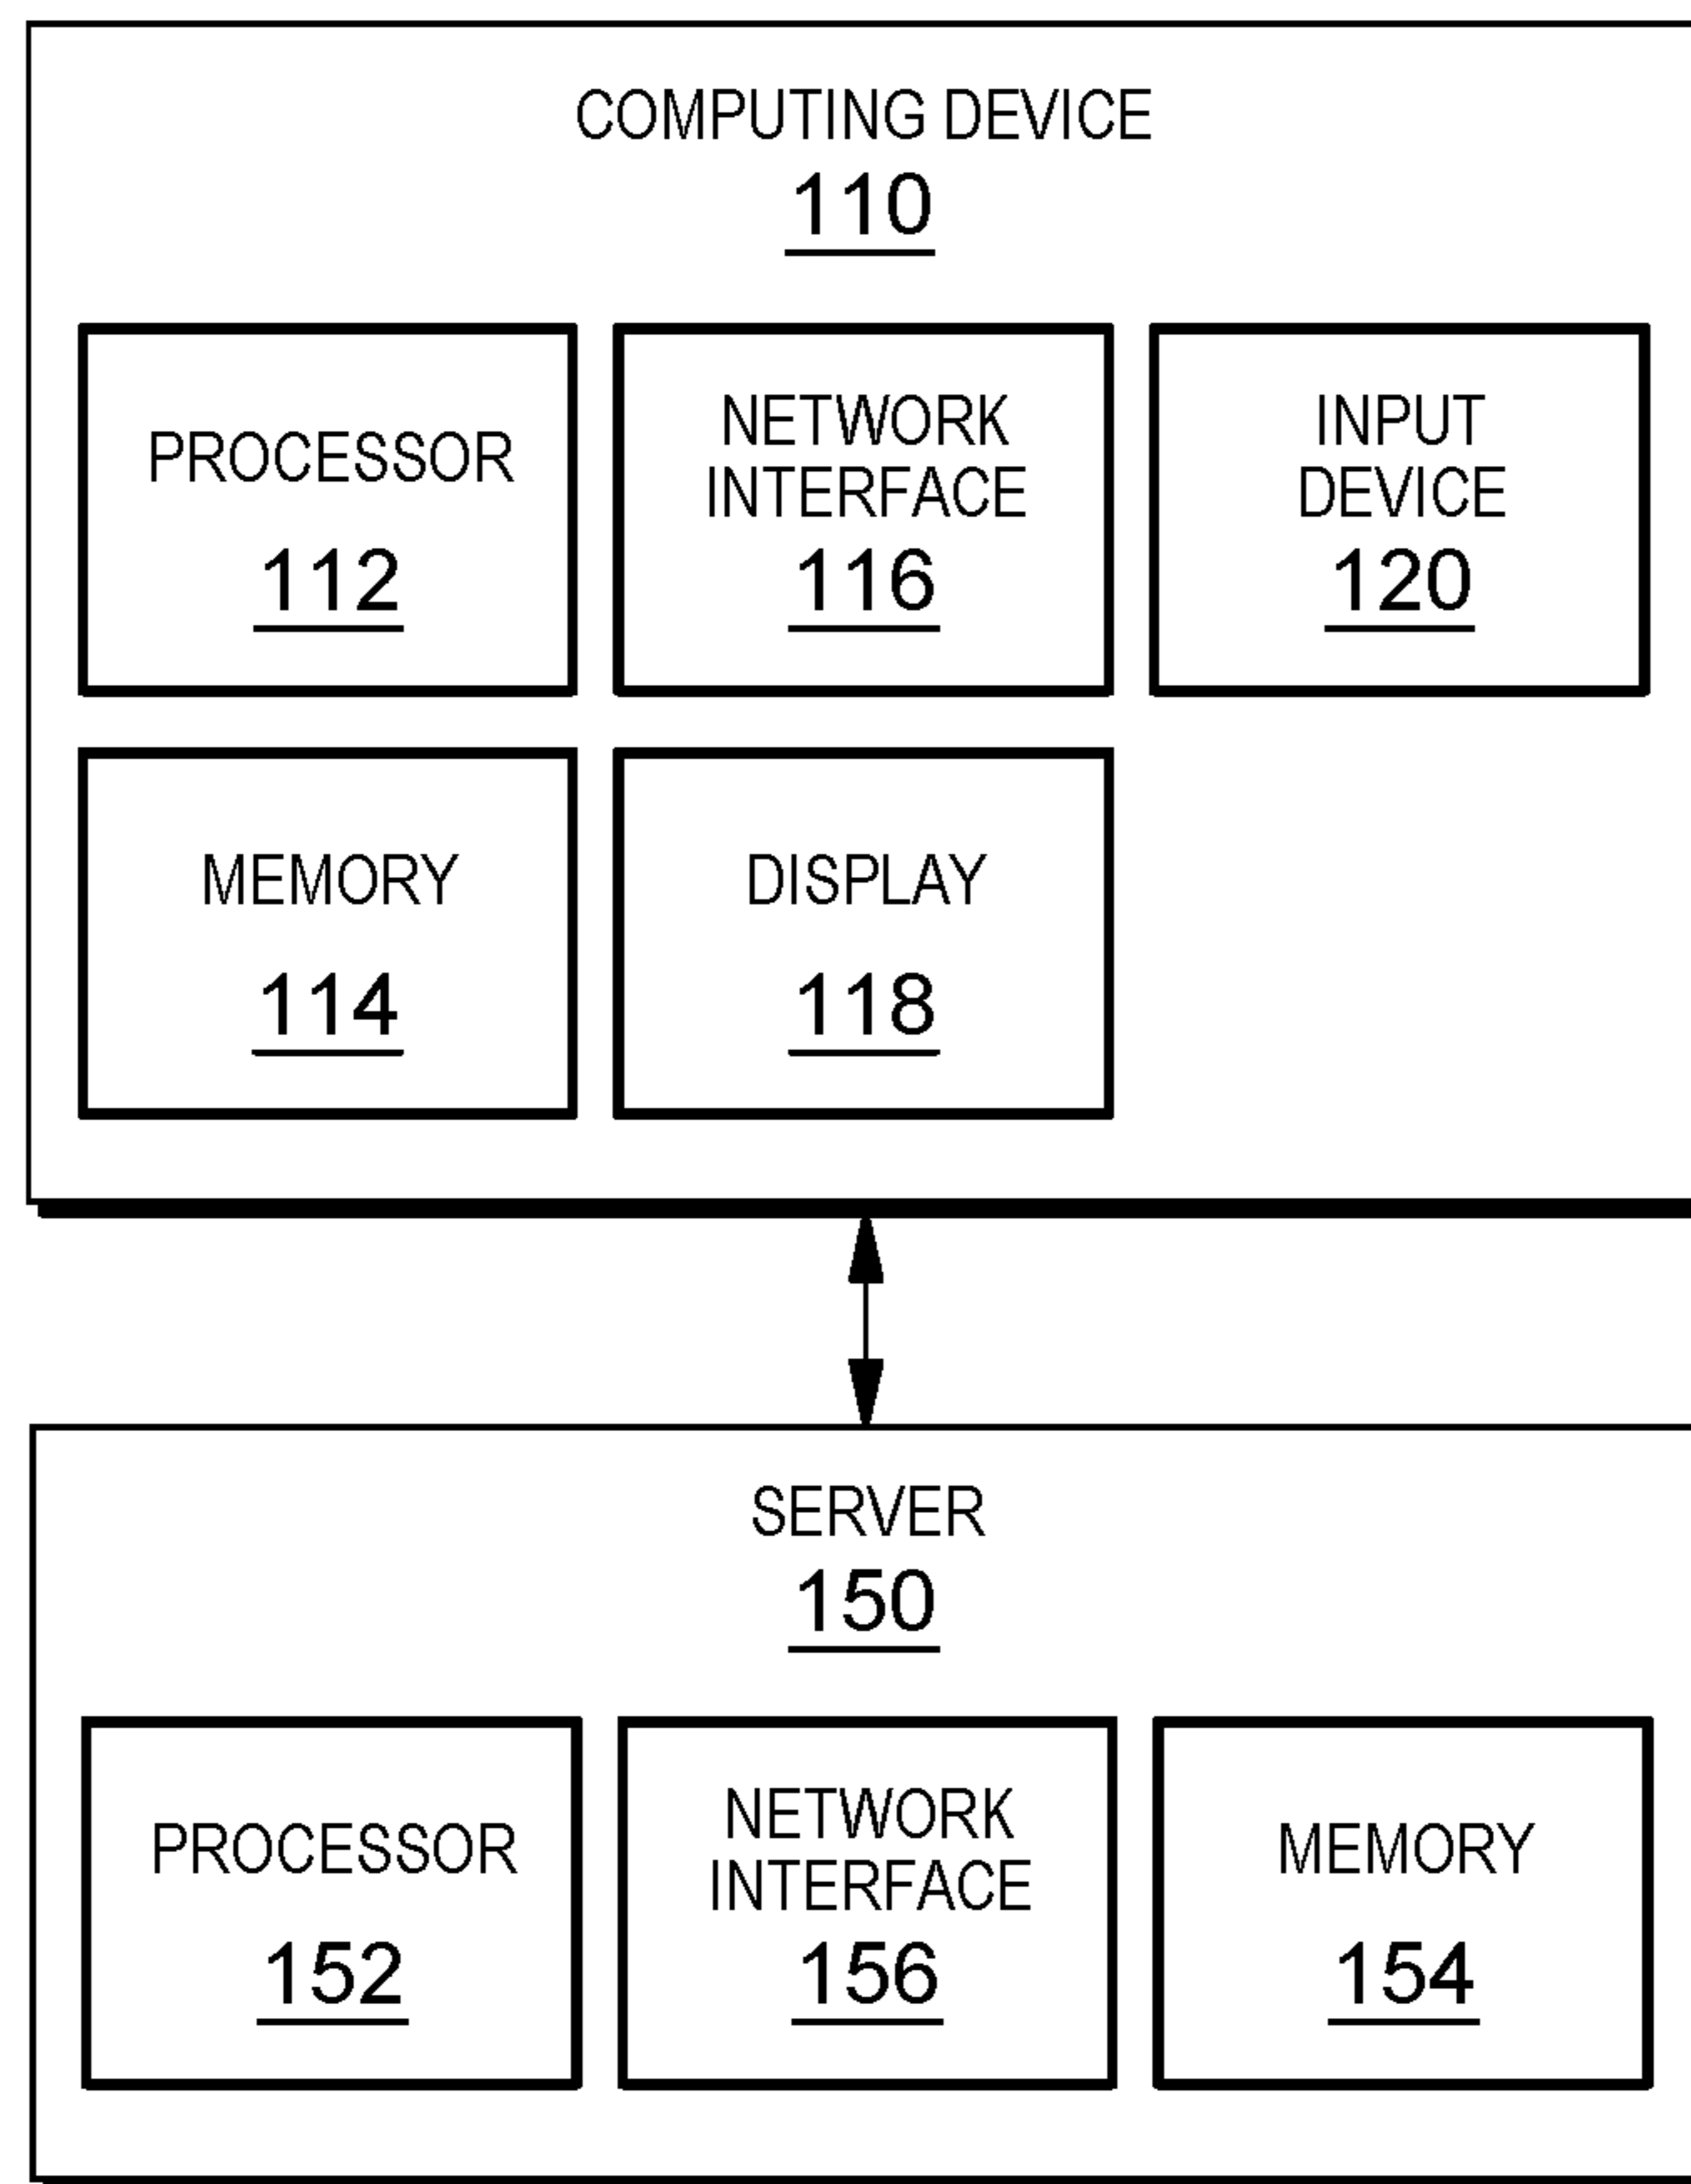 COMPUTING DEVICE
110
PROCESSOR
112
NETWORK
INTERFACE
116
INPUT
DEVICE
120
MEMORY
114
DISPLAY
118
SERVER
150
PROCESSOR
152
NETWORK
INTERFACE
156
MEMORY
154